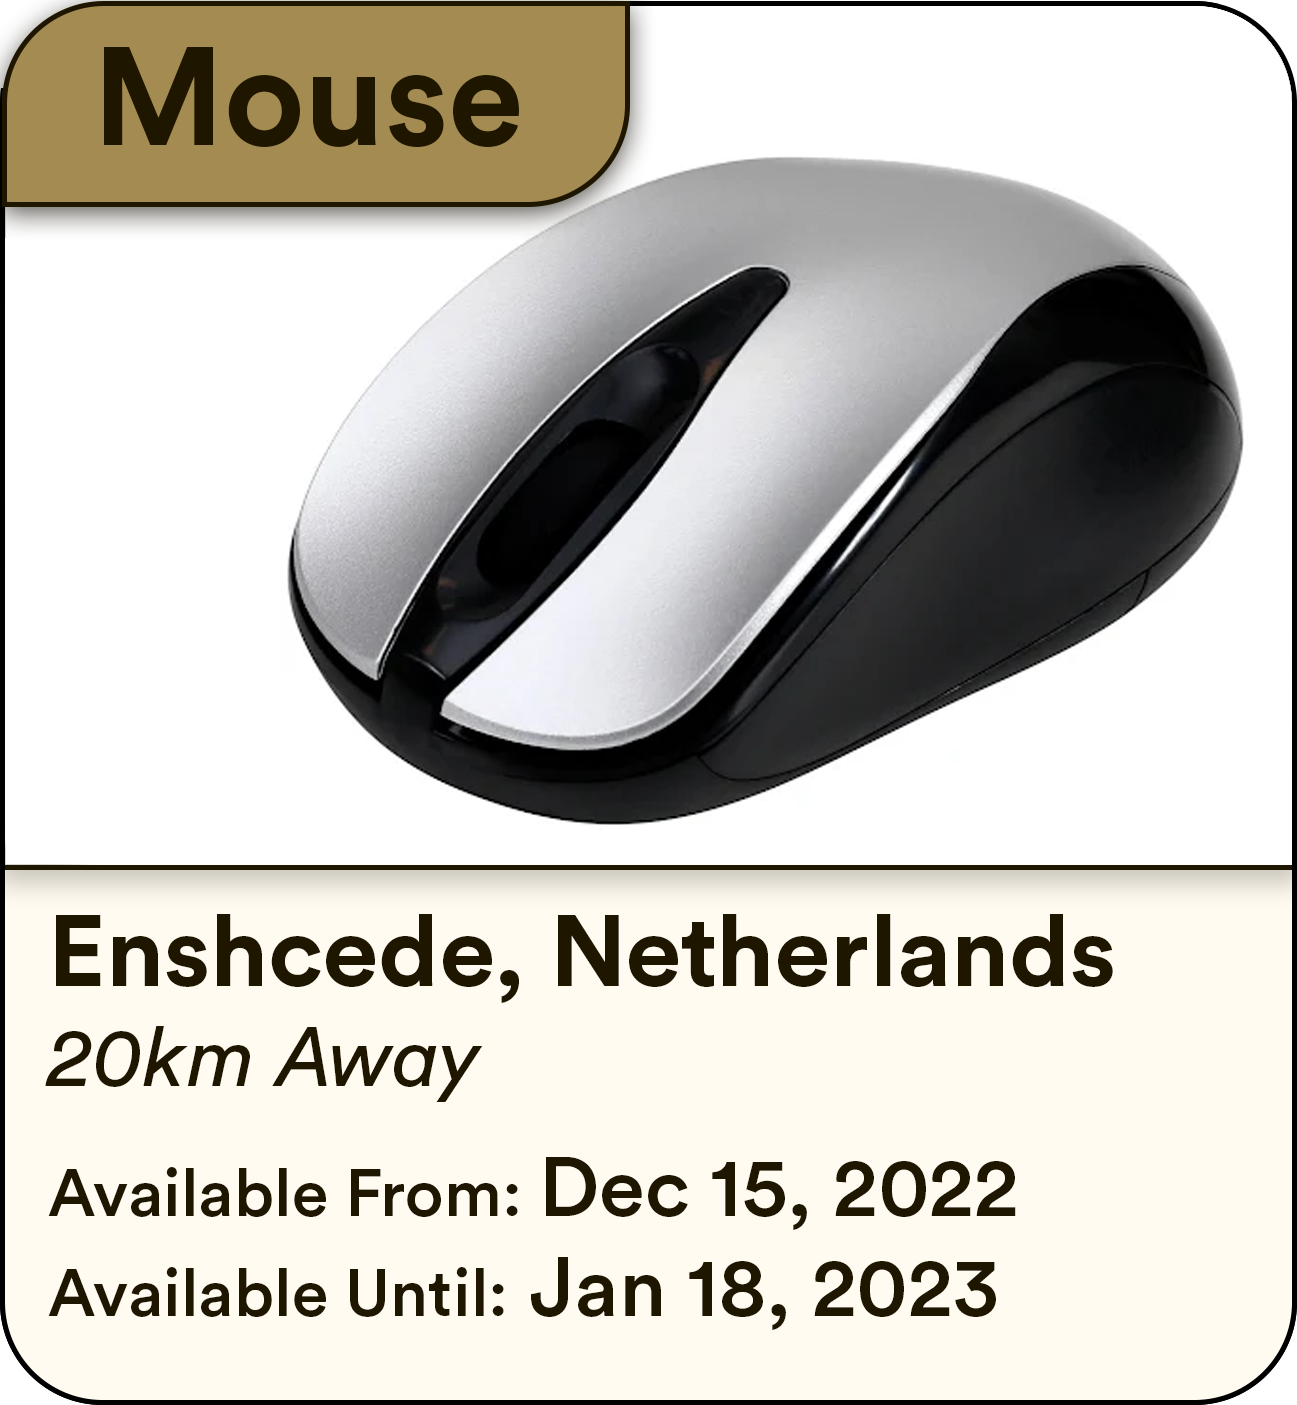 Mouse
Enshcede, Netherlands
20km Away
Available From: Dec 15, 2022
Available Until: Jan 18, 2023